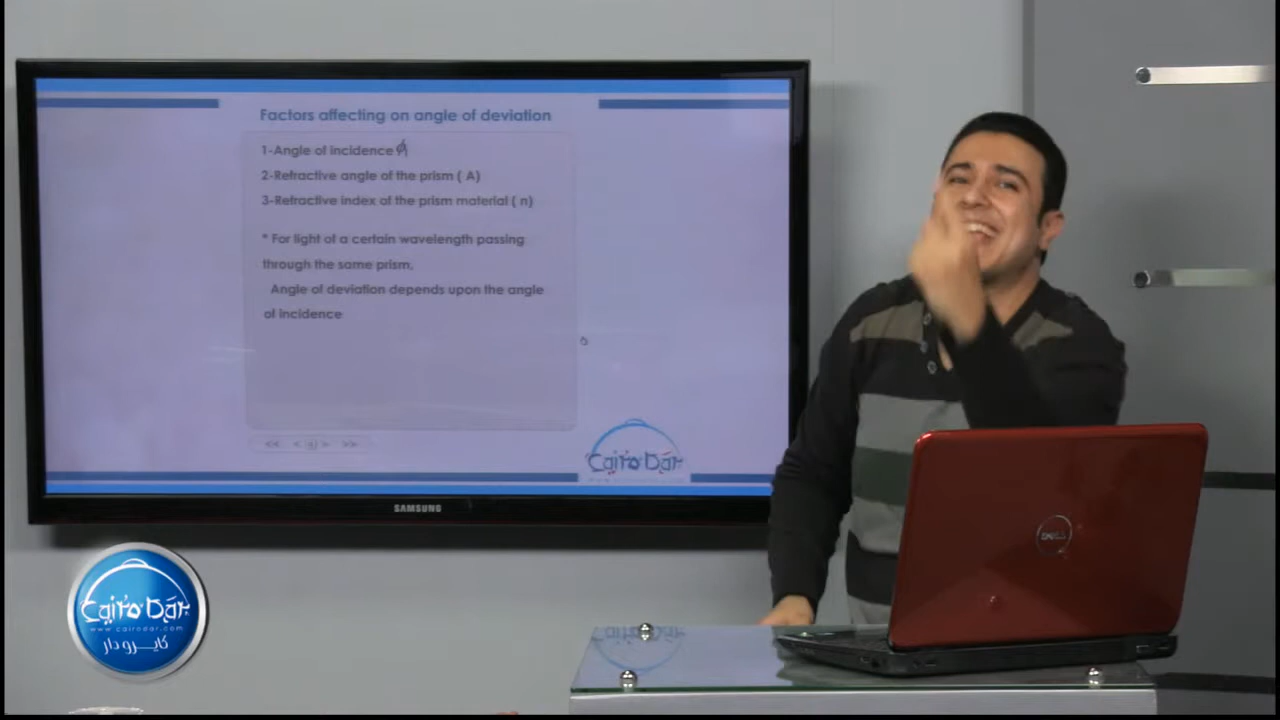 Factors affecting on angle of deviation
1-Angle of incidence ϕ
2-Refractive angle of the prism ( A)
3-Refractive index of the prism material ( n)
* For light of a certain wavelength passing
through the same prism,
Angle of deviation depends upon the angle
of incidence
<< < >>
Cairo Dar
SAMSUNG
DELL
Cairo Dar
www.cairodar.com
كايرو دار